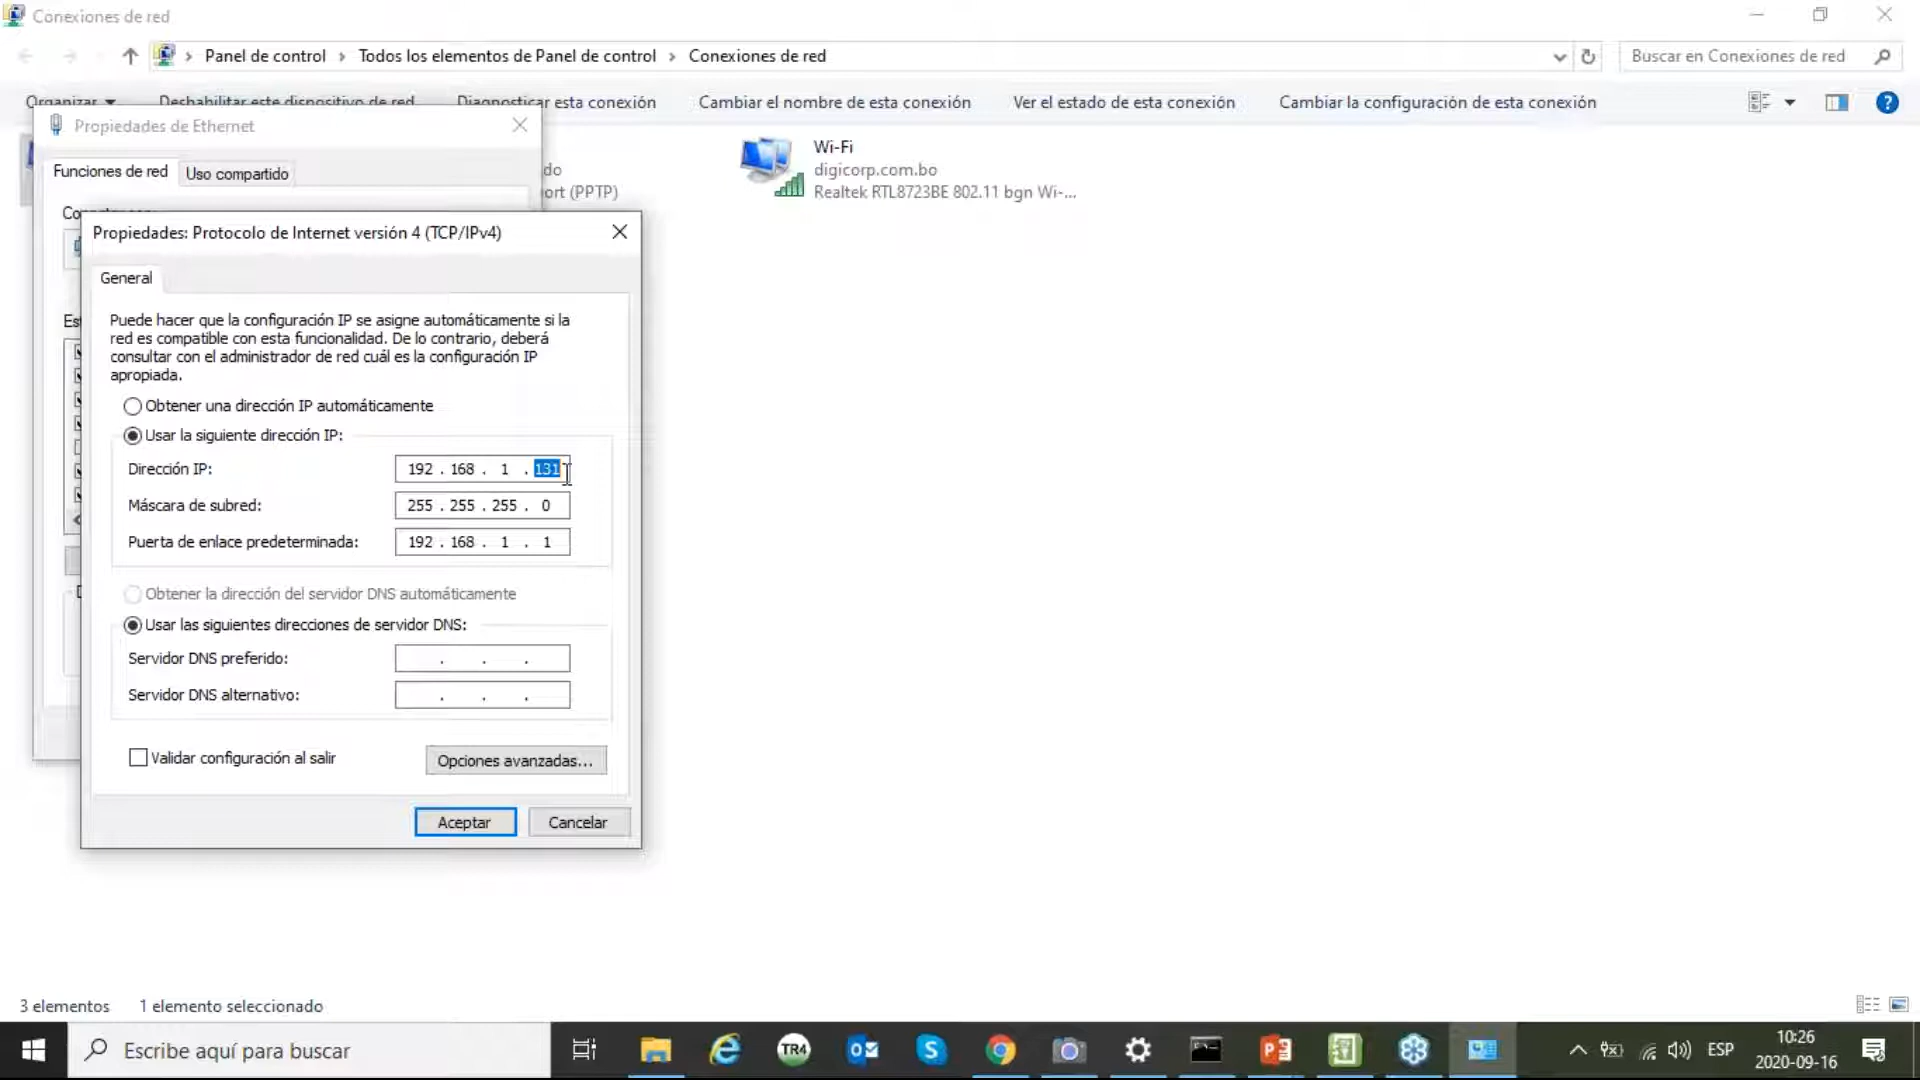 Conexiones de red
Panel de control
Todos los elementos de Panel de control
Conexiones de red
Buscar en Conexiones de red
Organizar
Deshabilitar este dispositivo de red
Diagnosticar esta conexión
Cambiar el nombre de esta conexión
Ver el estado de esta conexión
Cambiar la configuración de esta conexión
Propiedades de Ethernet
Funciones de red
Uso compartido
do
ort (PPTP)
Wi-Fi
digicorp.com.bo
Realtek RTL8723BE 802.11 bgn Wi-...
Propiedades: Protocolo de Internet versión 4 (TCP/IPv4)
General
Puede hacer que la configuración IP se asigne automáticamente si la
red es compatible con esta funcionalidad. De lo contrario, deberá
consultar con el administrador de red cuál es la configuración IP
apropiada.
Obtener una dirección IP automáticamente
Usar la siguiente dirección IP:
Dirección IP: 192 . 168 . 1 . 131
Máscara de subred: 255 . 255 . 255 . 0
Puerta de enlace predeterminada: 192 . 168 . 1 . 1
Obtener la dirección del servidor DNS automáticamente
Usar las siguientes direcciones de servidor DNS:
Servidor DNS preferido: . . .
Servidor DNS alternativo: . . .
Validar configuración al salir
Opciones avanzadas...
Aceptar
Cancelar
3 elementos
1 elemento seleccionado
Escribe aquí para buscar
TR4
ESP
10:26
2020-09-16